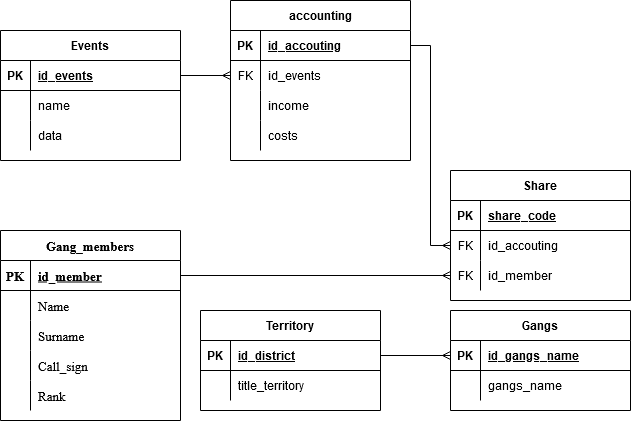 accounting
PK id_accouting
FK id_events
income
costs
Events
PK id_events
name
data
Share
PK share_code
FK id_accouting
FK id_member
Gang_members
PK id_member
Name
Surname
Call_sign
Rank
Territory
PK id_district
title_territory
Gangs
PK id_gangs_name
gangs_name